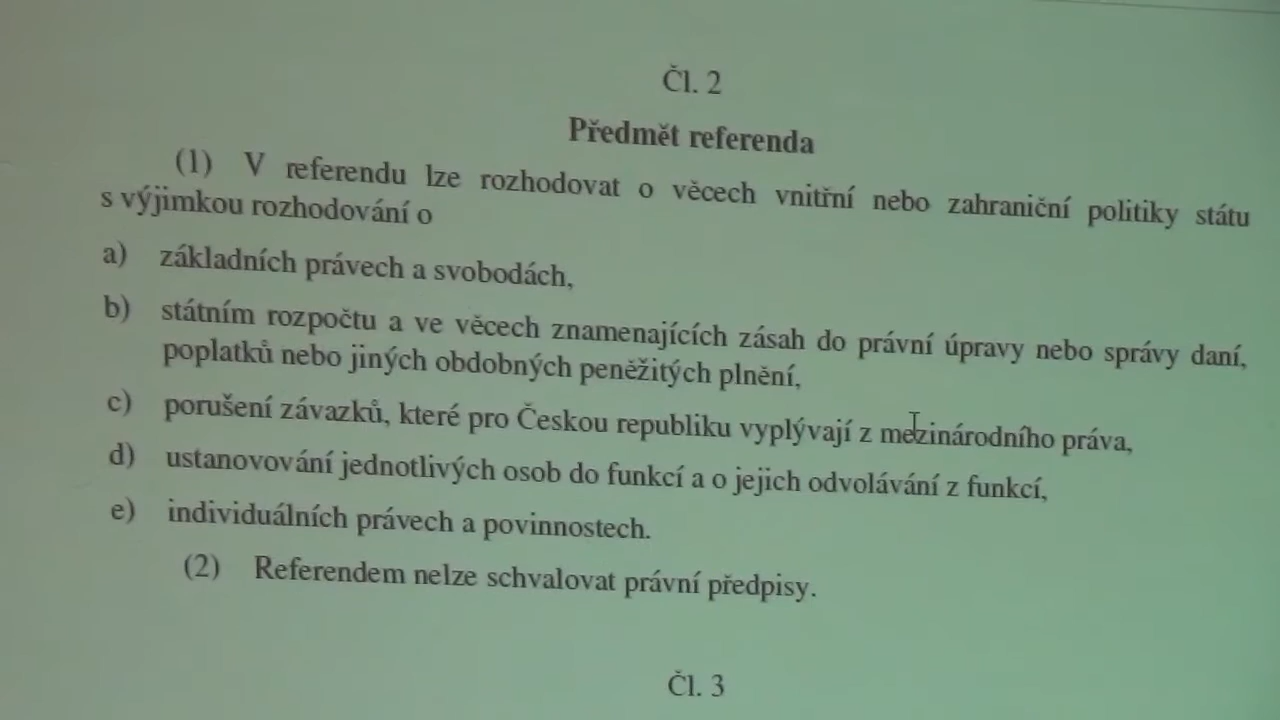 Čl. 2
Předmět referenda
(1) V referendu lze rozhodovat o věcech vnitřní nebo zahraniční politiky státu
s výjimkou rozhodování o
a) základních právech a svobodách,
b) státním rozpočtu a ve věcech znamenajících zásah do právní úpravy nebo správy daní,
poplatků nebo jiných obdobných peněžitých plnění,
c) porušení závazků, které pro Českou republiku vyplývají z mezinárodního práva,
d) ustanovování jednotlivých osob do funkcí a o jejich odvolávání z funkcí,
e) individuálních právech a povinnostech.
(2) Referendem nelze schvalovat právní předpisy.
Čl. 3